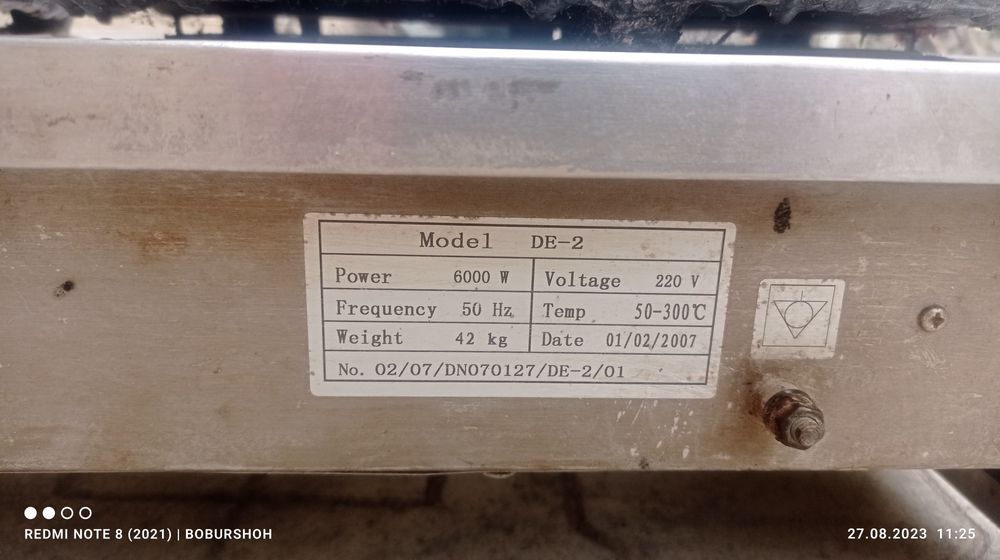 Model DE-2
Power 6000 W Voltage 220 V
Frequency 50 Hz Temp 50-300℃
Weight 42 kg Date 01/02/2007
No. 02/07/DN070127/DE-2/01
REDMI NOTE 8 (2021) | BOBURSHOH
27.08.2023 11:25